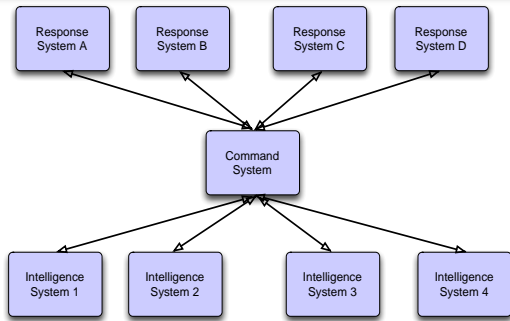 Response
System A
Response
System B
Response
System C
Response
System D
Command
System
Intelligence
System 1
Intelligence
System 2
Intelligence
System 3
Intelligence
System 4